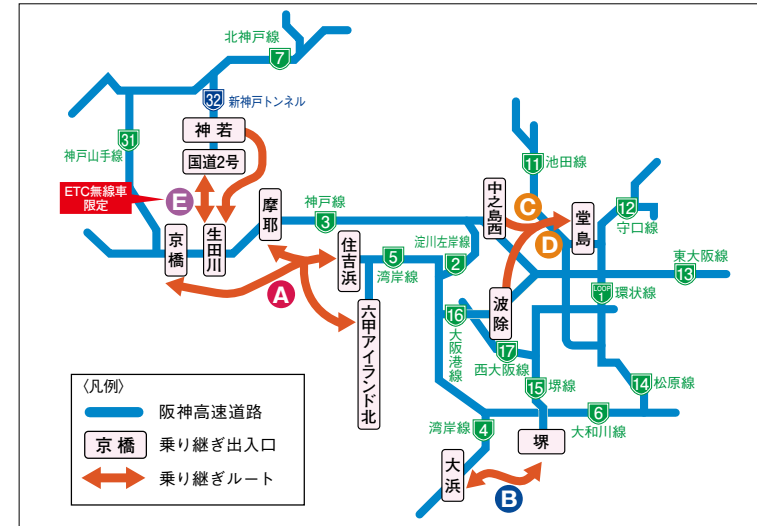 北神戸線
7
32
新神戸トンネル
神若
国道2号
31
神戸山手線
ETC無線車
限定
E
摩耶
神戸線
3
京橋
生田川
A
住吉浜
5
湾岸線
六甲アイランド北
淀川左岸線
2
中之島西
11
池田線
C
D
堂島
12
守口線
東大阪線
13
LOOP
1
環状線
波除
16
大阪港線
17
西大阪線
15
堺線
14
松原線
湾岸線
4
6
大和川線
堺
大浜
B
〈凡例〉
阪神高速道路
京橋
乗り継ぎ出入口
乗り継ぎルート